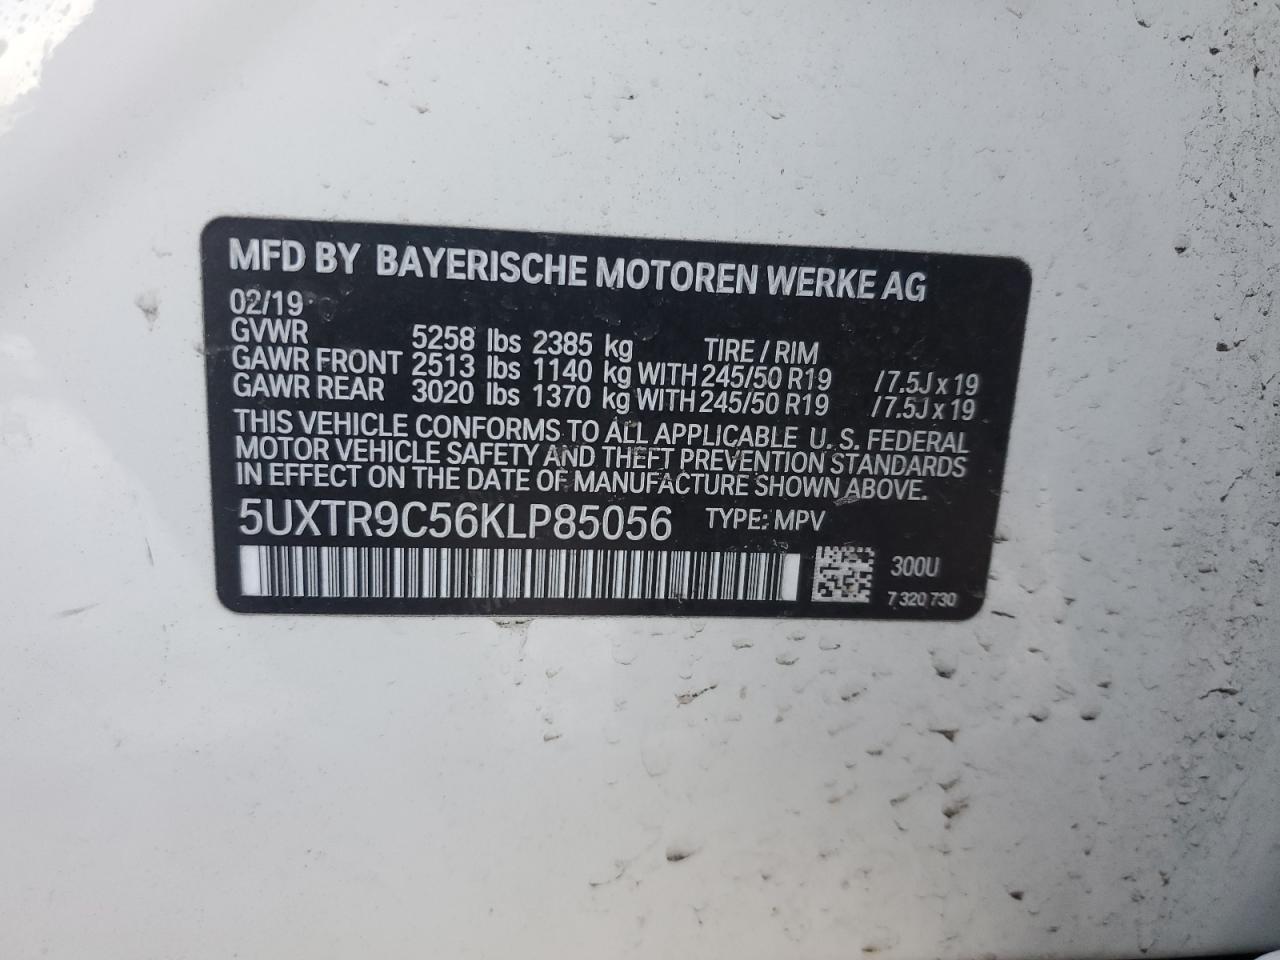 MFD BY BAYERISCHE MOTOREN WERKE AG
02/19
GVWR 5258 lbs 2385 kg TIRE / RIM
GAWR FRONT 2513 lbs 1140 kg WITH 245/50 R19 / 7.5J x 19
GAWR REAR 3020 lbs 1370 kg WITH 245/50 R19 / 7.5J x 19
THIS VEHICLE CONFORMS TO ALL APPLICABLE U. S. FEDERAL
MOTOR VEHICLE SAFETY AND THEFT PREVENTION STANDARDS
IN EFFECT ON THE DATE OF MANUFACTURE SHOWN ABOVE.
5UXTR9C56KLP85056 TYPE: MPV
300U
7 320 730